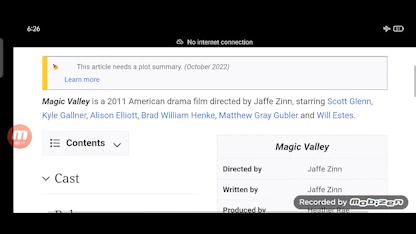 6:26
No internet connection
This article needs a plot summary. (October 2022)
Learn more
Magic Valley is a 2011 American drama film directed by Jaffe Zinn, starring Scott Glenn,
Kyle Gallner, Alison Elliott, Brad William Henke, Matthew Gray Gubler and Will Estes.
Contents
Magic Valley
Directed by Jaffe Zinn
Cast
Written by Jaffe Zinn
Recorded by Mobizen
Produced by Heather Rae